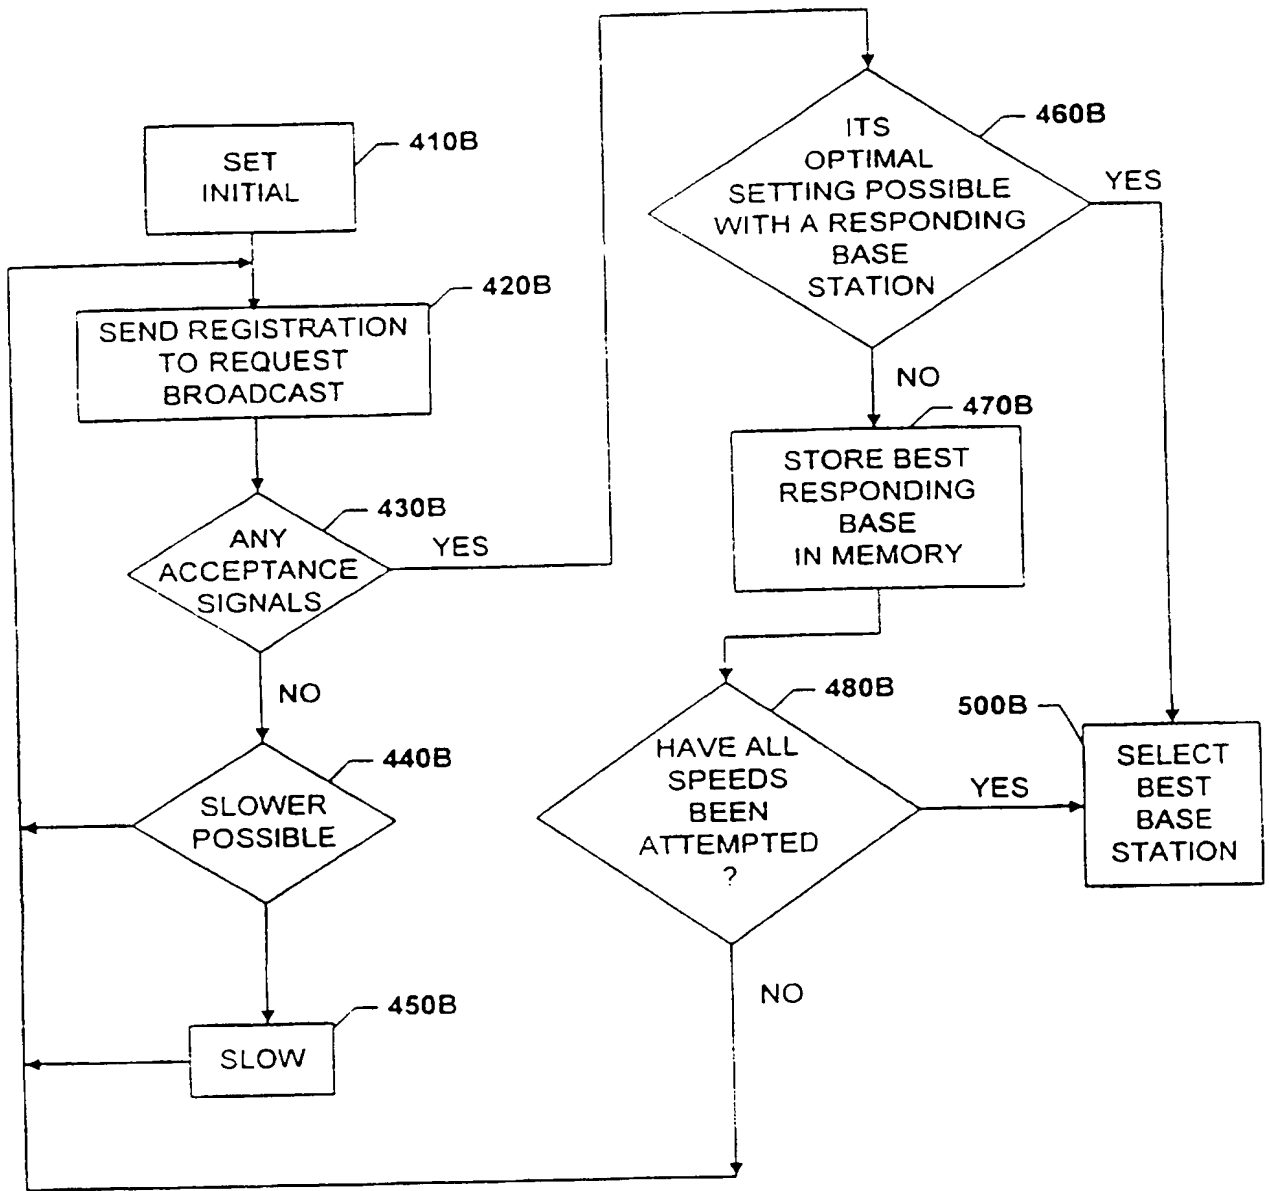 SET
INITIAL
410B
SEND REGISTRATION
TO REQUEST
BROADCAST
420B
ANY
ACCEPTANCE
SIGNALS
430B
YES
NO
SLOWER
POSSIBLE
440B
SLOW
450B
ITS
OPTIMAL
SETTING POSSIBLE
WITH A RESPONDING
BASE
STATION
460B
YES
NO
STORE BEST
RESPONDING
BASE
IN MEMORY
470B
HAVE ALL
SPEEDS
BEEN
ATTEMPTED
?
480B
YES
NO
SELECT
BEST
BASE
STATION
500B